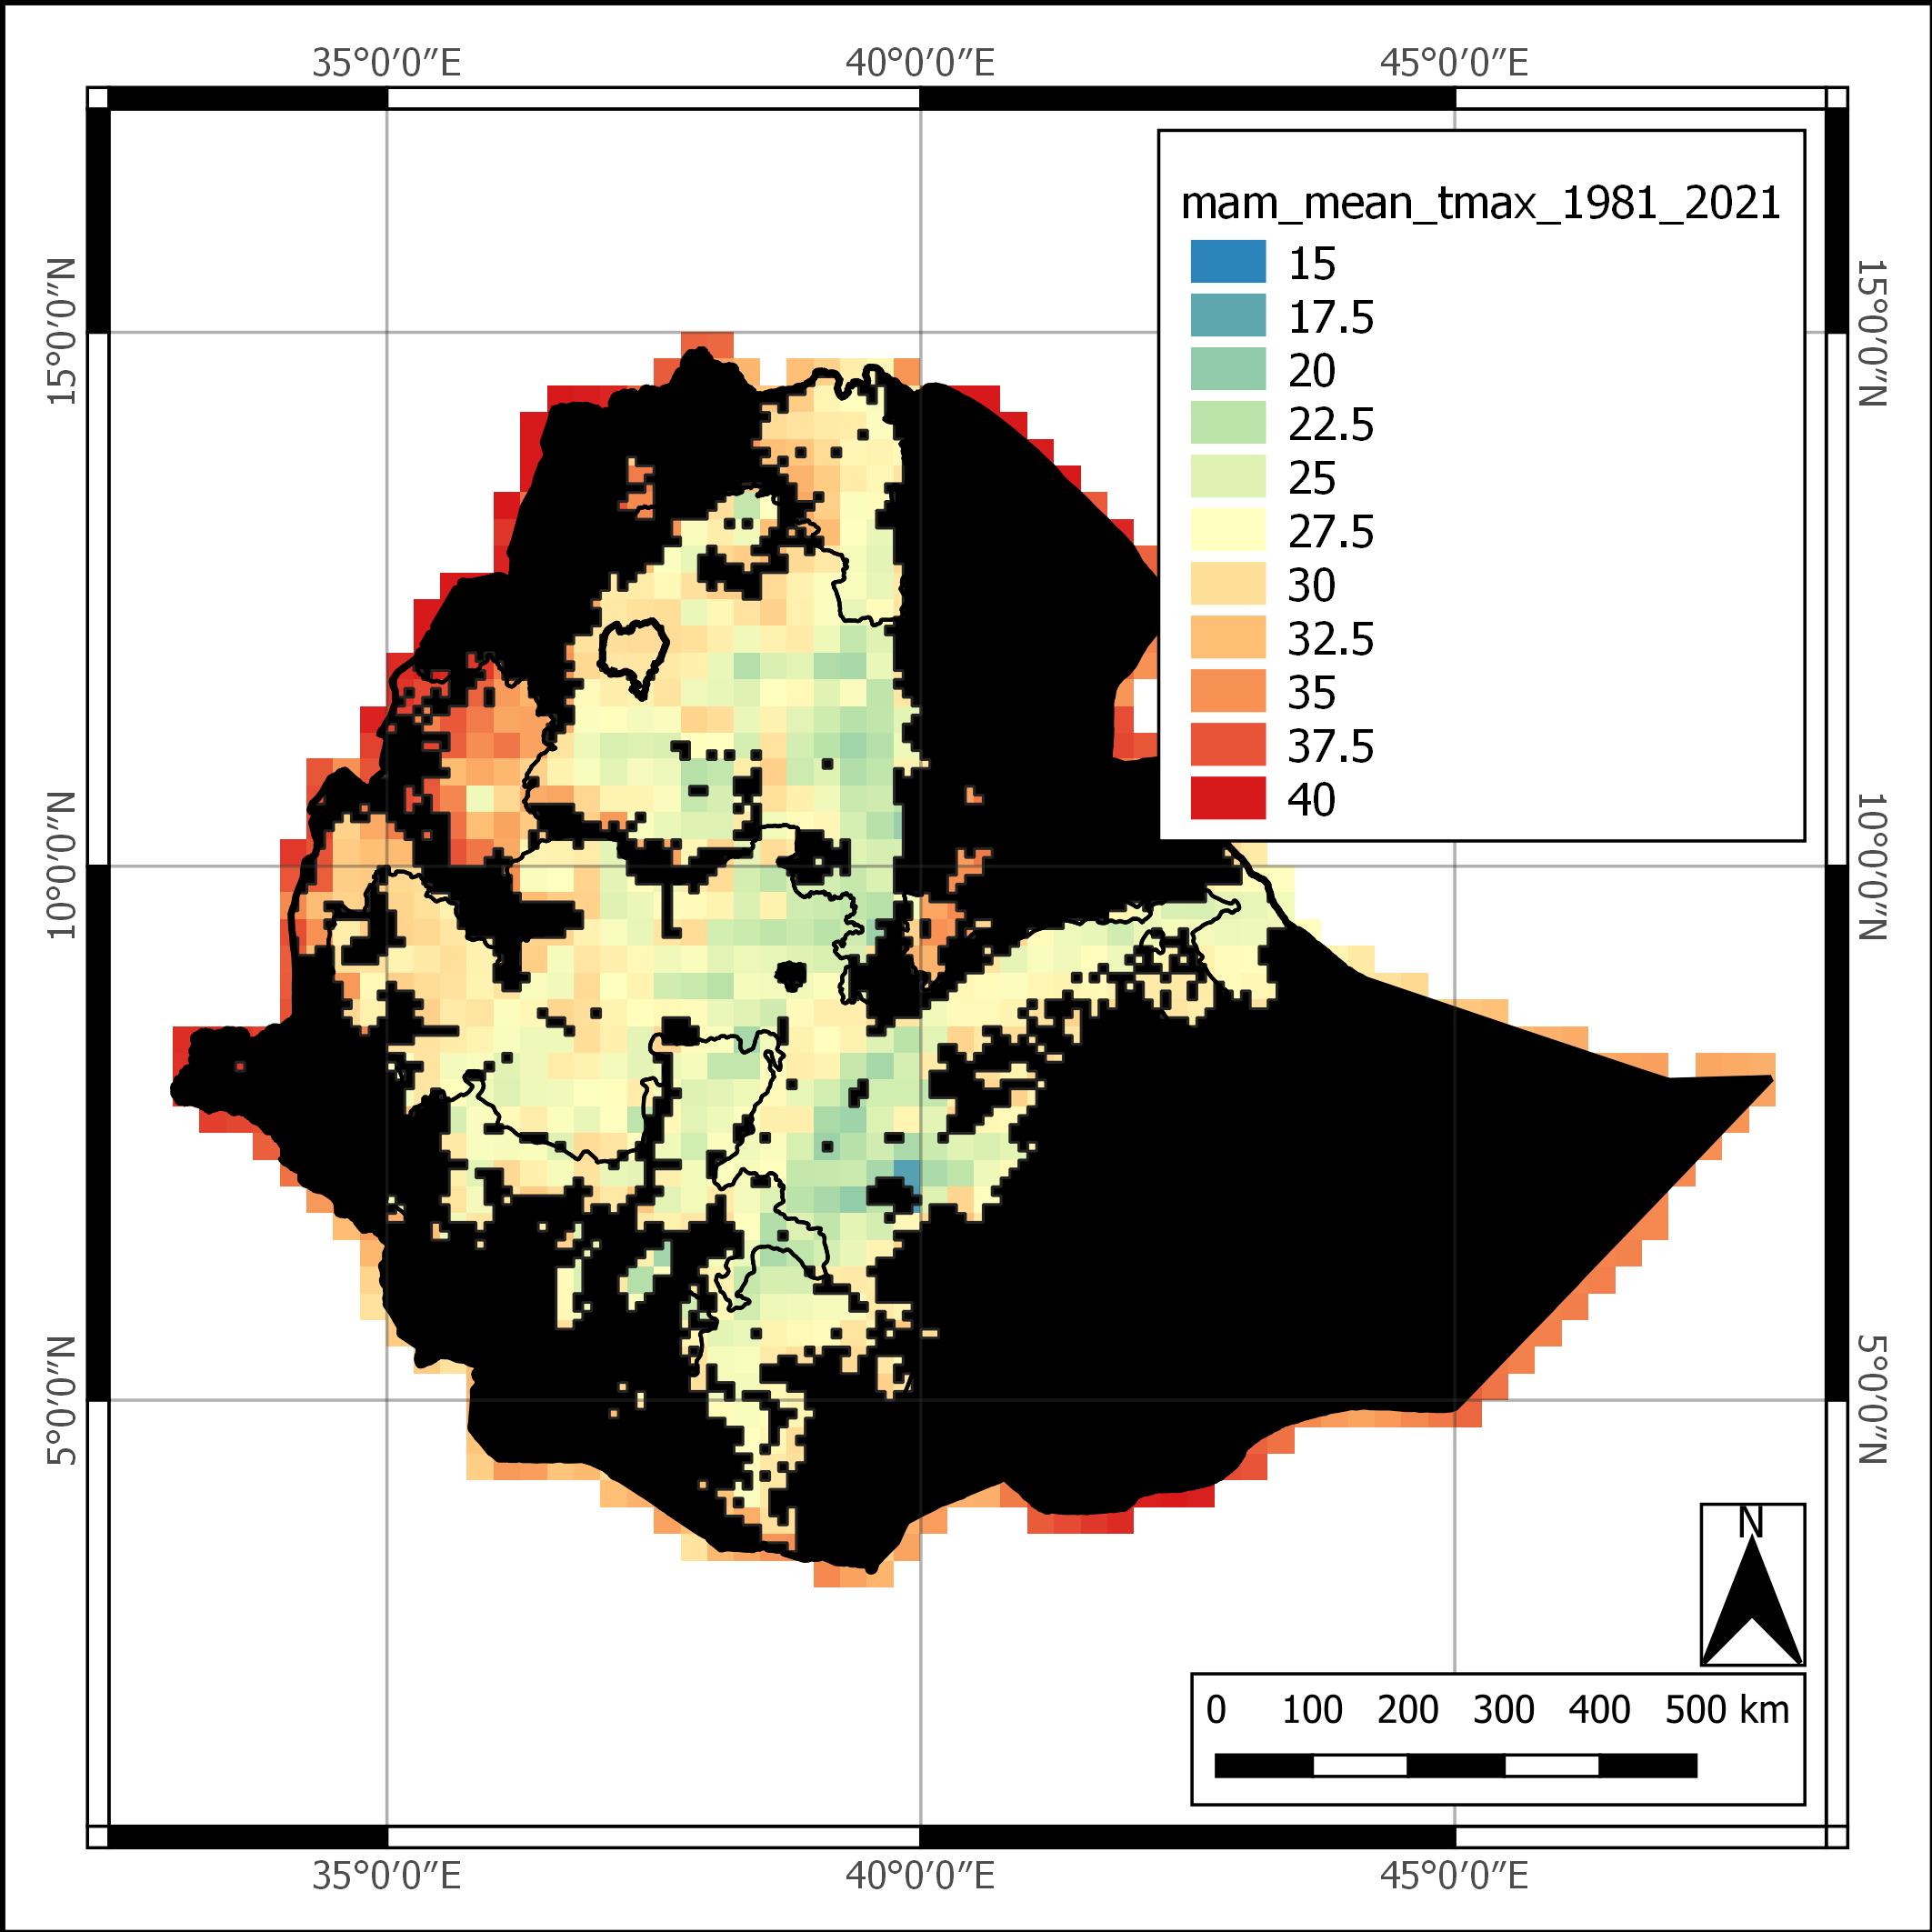 35°0′0″E 40°0′0″E 45°0′0″E
15°0′0″N 15°0′0″N
10°0′0″N 10°0′0″N
5°0′0″N 5°0′0″N
mam_mean_tmax_1981_2021
15
17.5
20
22.5
25
27.5
30
32.5
35
37.5
40
N
0 100 200 300 400 500 km
35°0′0″E 40°0′0″E 45°0′0″E